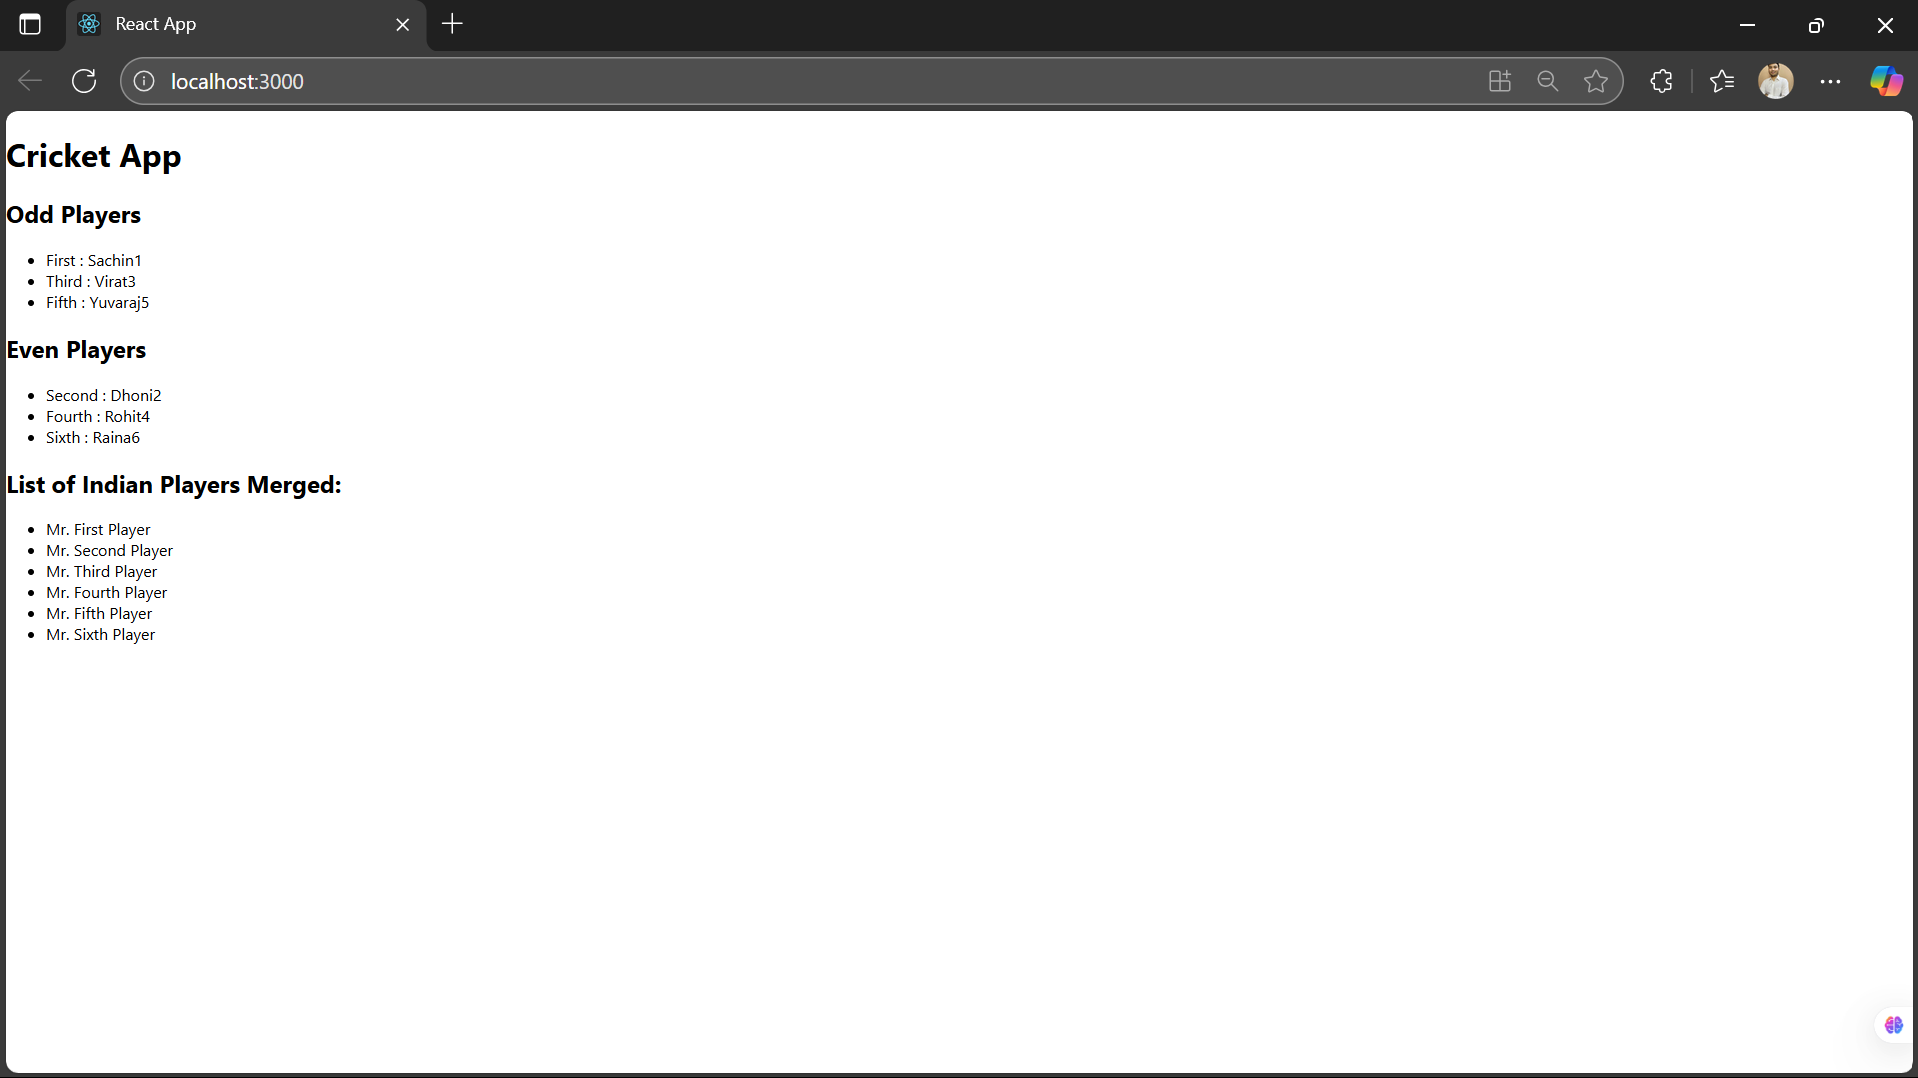 React App
localhost:3000
Cricket App
Odd Players
First : Sachin1
Third : Virat3
Fifth : Yuvaraj5
Even Players
Second : Dhoni2
Fourth : Rohit4
Sixth : Raina6
List of Indian Players Merged:
Mr. First Player
Mr. Second Player
Mr. Third Player
Mr. Fourth Player
Mr. Fifth Player
Mr. Sixth Player